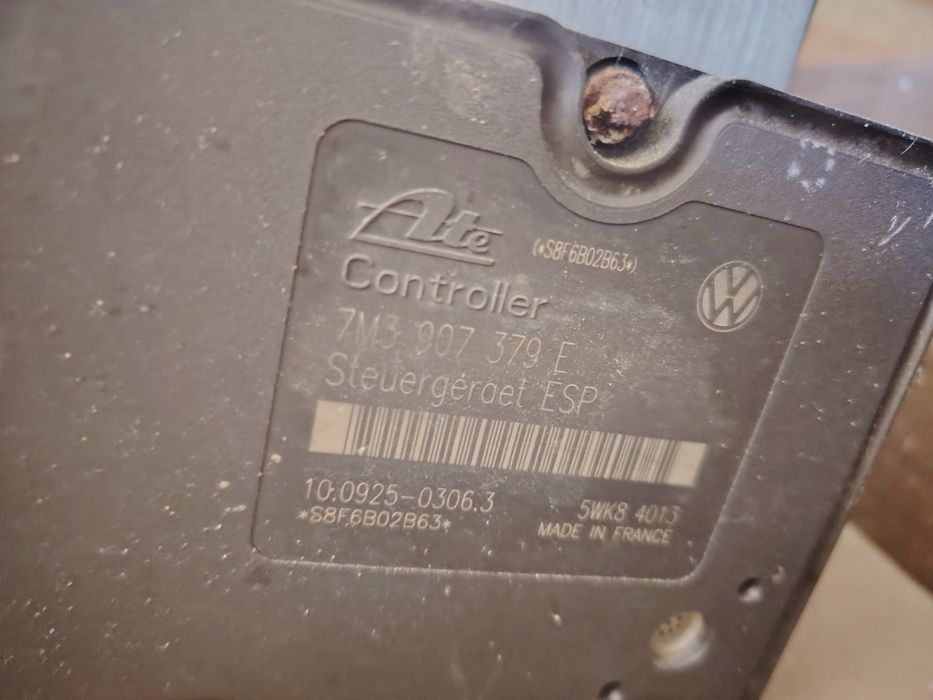 Ate
(*S8F6B02B63*)
Controller
7M3 907 379 E
Steuergeraet ESP
10.0925-0306.3
5WK8 4013
*S8F6B02B63*
MADE IN FRANCE